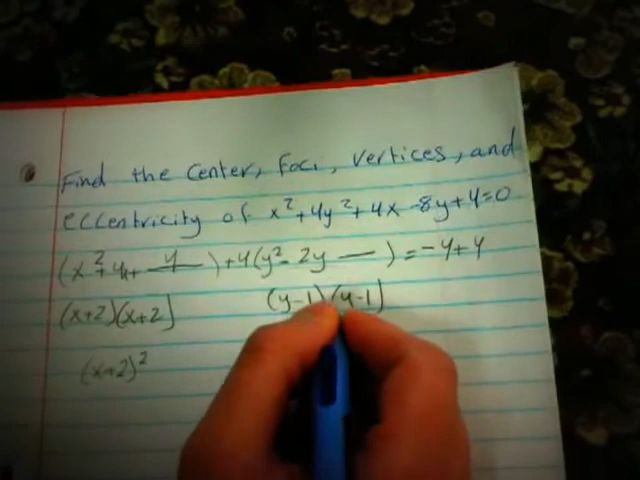 Find the center, foci, vertices, and
eccentricity of x²+4y²+4x-8y+4=0
(x²+4x+ 4 )+4(y²-2y — )=-4+4
(x+2)(x+2) (y-1)(y-1)
(x+2)²